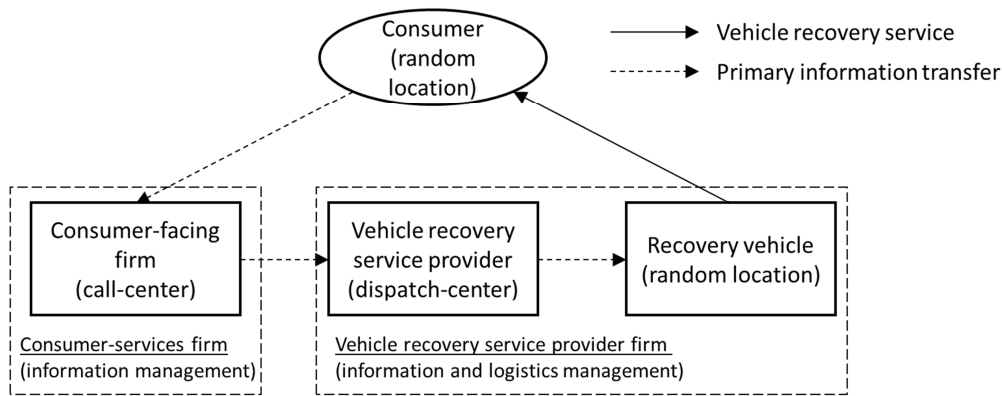 Consumer
(random
location)
Vehicle recovery service
Primary information transfer
Consumer-facing
firm
(call-center)
Vehicle recovery
service provider
(dispatch-center)
Recovery vehicle
(random location)
Consumer-services firm
(information management)
Vehicle recovery service provider firm
(information and logistics management)